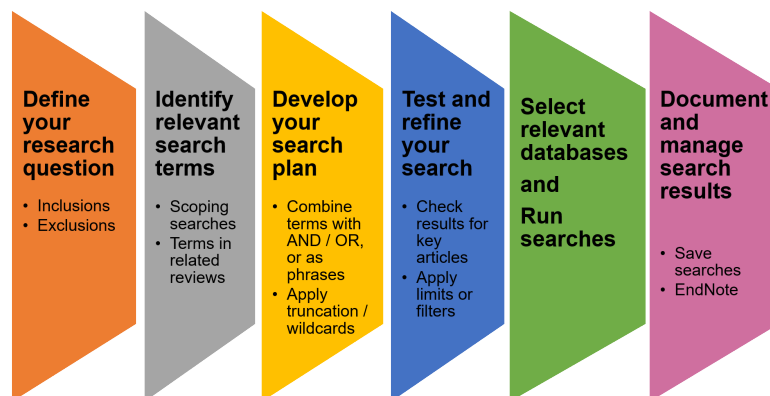 Define
your
research
question
• Inclusions
• Exclusions
Identify
relevant
search
terms
• Scoping
searches
• Terms in
related
reviews
Develop
your
search
plan
• Combine
terms with
AND / OR,
or as
phrases
• Apply
truncation /
wildcards
Test and
refine
your
search
• Check
results for
key
articles
• Apply
limits or
filters
Select
relevant
databases
and
Run
searches
Document
and
manage
search
results
• Save
searches
• EndNote